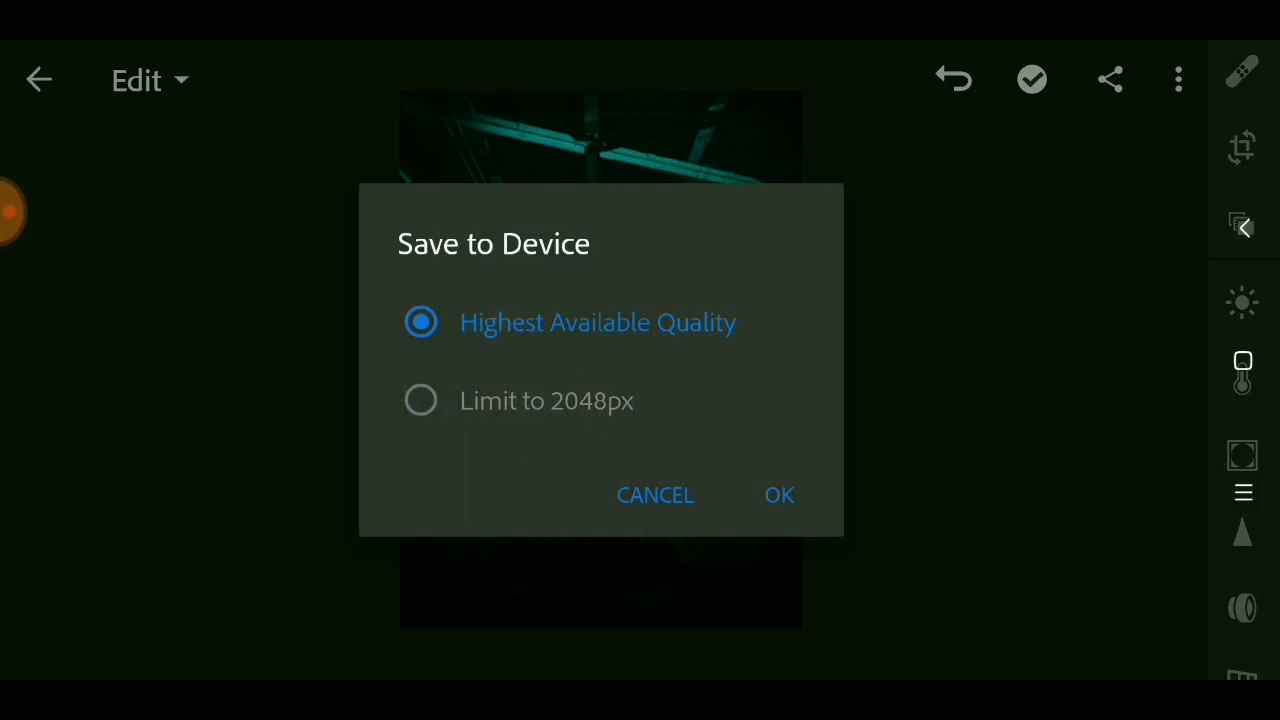 Edit
Save to Device
Highest Available Quality
Limit to 2048px
CANCEL OK